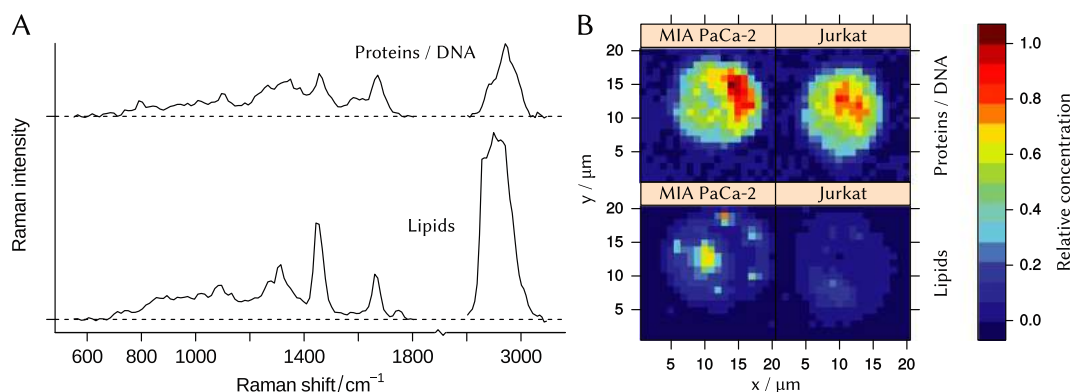 A
Proteins / DNA
Lipids
Raman intensity
600 1000 1400 1800 3000
Raman shift/cm⁻¹
B
MIA PaCa-2 Jurkat
20
15
10
5
Proteins / DNA
y / μm
MIA PaCa-2 Jurkat
20
15
10
5
Lipids
5 10 15 20 5 10 15 20
x / μm
1.0
0.8
0.6
0.4
0.2
0.0
Relative concentration